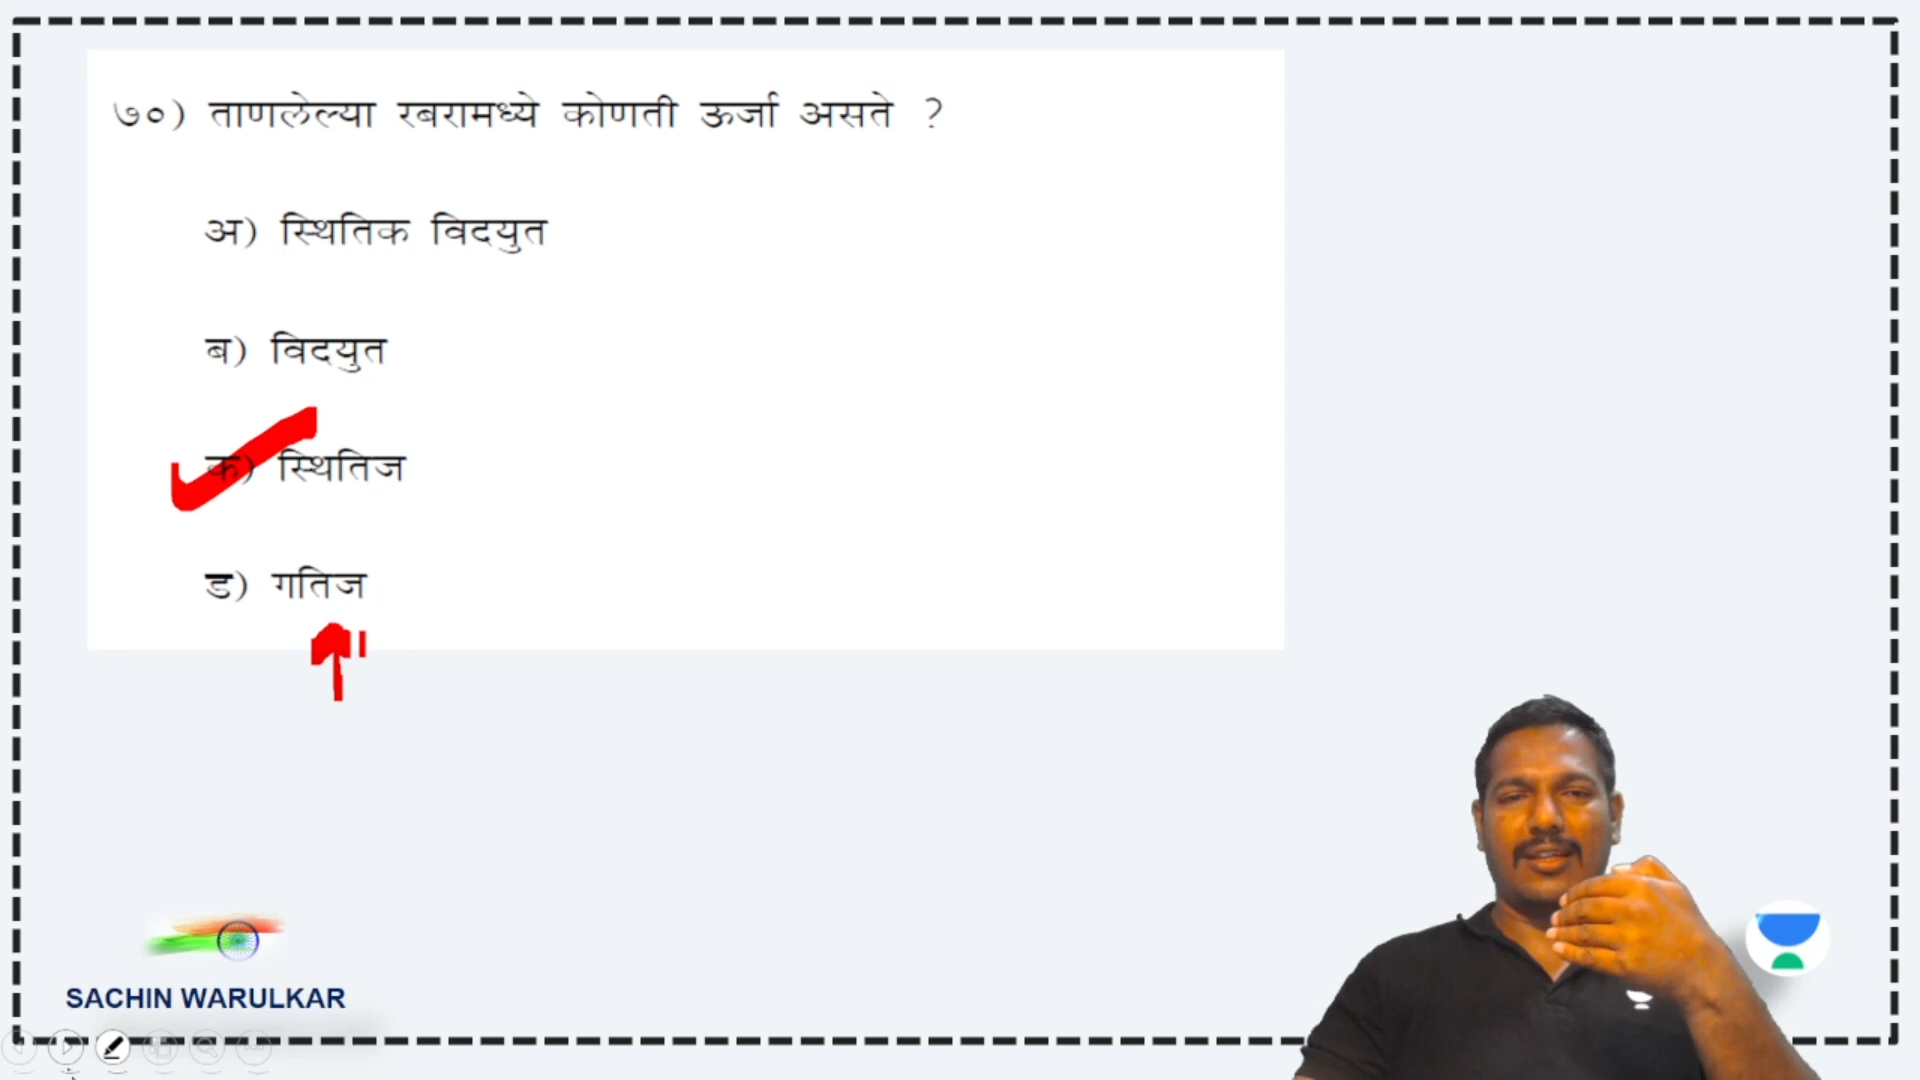 ७०) ताणलेल्या रबरामध्ये कोणती ऊर्जा असते ?
अ) स्थितिक विदयुत
ब) विदयुत
क) स्थितिज
ड) गतिज
SACHIN WARULKAR